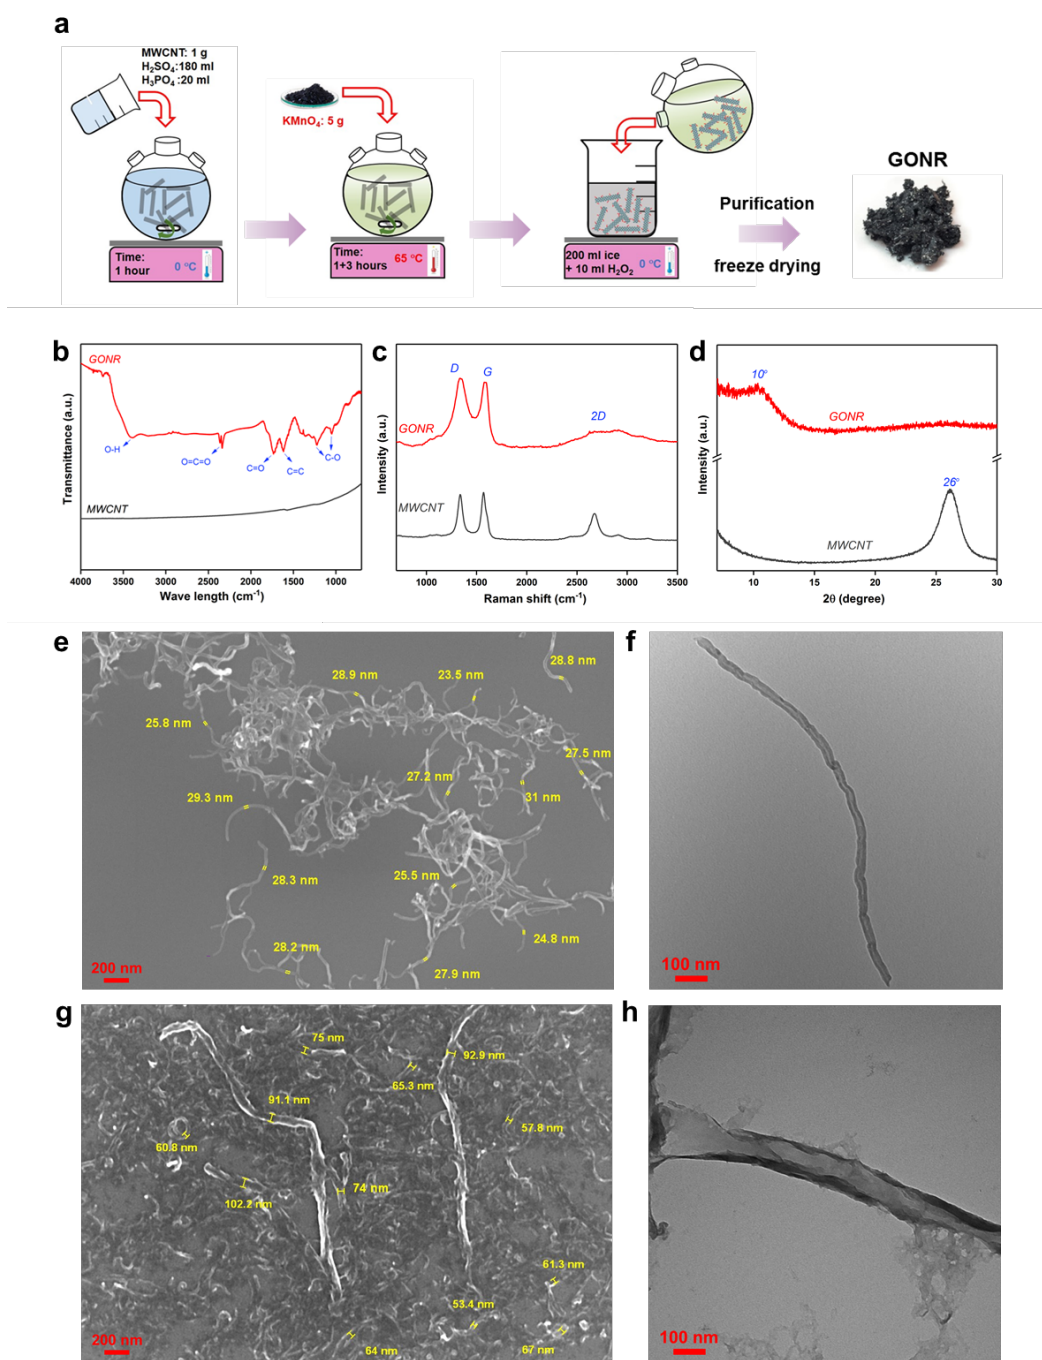 a
MWCNT: 1 g
H₂SO₄:180 ml
H₃PO₄ :20 ml
KMnO₄: 5 g
Time:
1 hour
0 °C
Time:
1+3 hours
65 °C
200 ml ice
+ 10 ml H₂O₂
0 °C
Purification
freeze drying
GONR
b
GONR
O-H
O=C=O
C=O
C=C
C-O
MWCNT
Transmittance (a.u.)
4000 3500 3000 2500 2000 1500 1000
Wave length (cm⁻¹)
c
D
G
2D
GONR
MWCNT
Intensity (a.u.)
1000 1500 2000 2500 3000 3500
Raman shift (cm⁻¹)
d
10°
GONR
26°
MWCNT
Intensity (a.u.)
10 15 20 25 30
2θ (degree)
e
28.8 nm
28.9 nm
23.5 nm
25.8 nm
27.5 nm
27.2 nm
29.3 nm
31 nm
28.3 nm
25.5 nm
24.8 nm
28.2 nm
27.9 nm
200 nm
f
100 nm
g
75 nm
92.9 nm
65.3 nm
91.1 nm
57.8 nm
60.8 nm
74 nm
102.2 nm
61.3 nm
53.4 nm
64 nm
67 nm
200 nm
h
100 nm